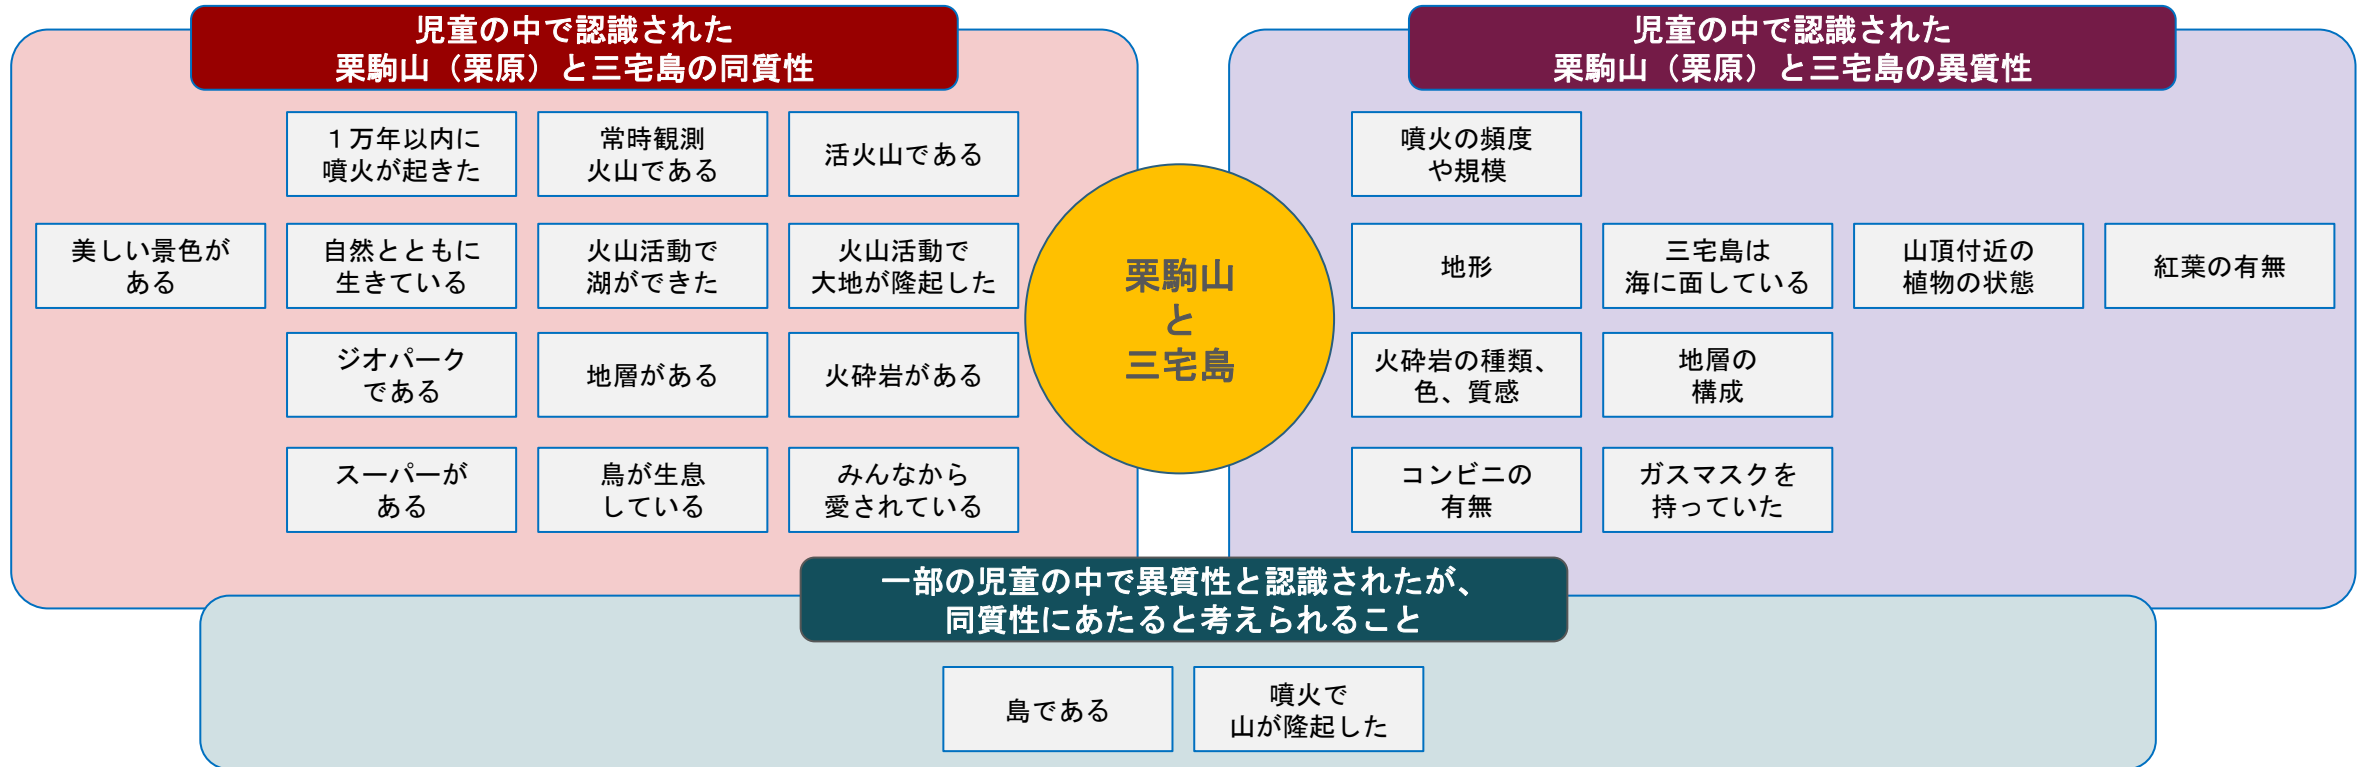 児童の中で認識された
栗駒山（栗原）と三宅島の同質性
１万年以内に
噴火が起きた
常時観測
火山である
活火山である
美しい景色が
ある
自然とともに
生きている
火山活動で
湖ができた
火山活動で
大地が隆起した
ジオパーク
である
地層がある
火砕岩がある
スーパーが
ある
鳥が生息
している
みんなから
愛されている
栗駒山
と
三宅島
児童の中で認識された
栗駒山（栗原）と三宅島の異質性
噴火の頻度
や規模
地形
三宅島は
海に面している
山頂付近の
植物の状態
紅葉の有無
火砕岩の種類、
色、質感
地層の
構成
コンビニの
有無
ガスマスクを
持っていた
一部の児童の中で異質性と認識されたが、
同質性にあたると考えられること
島である
噴火で
山が隆起した